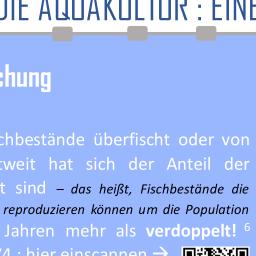 DIE AQUAKULTUR : EINE
chung
chbestände überfischt oder von
tweit hat sich der Anteil der
t sind – das heißt, Fischbestände die
reproduzieren können um die Population
Jahren mehr als verdoppelt! 6
/4 : hier einscannen →